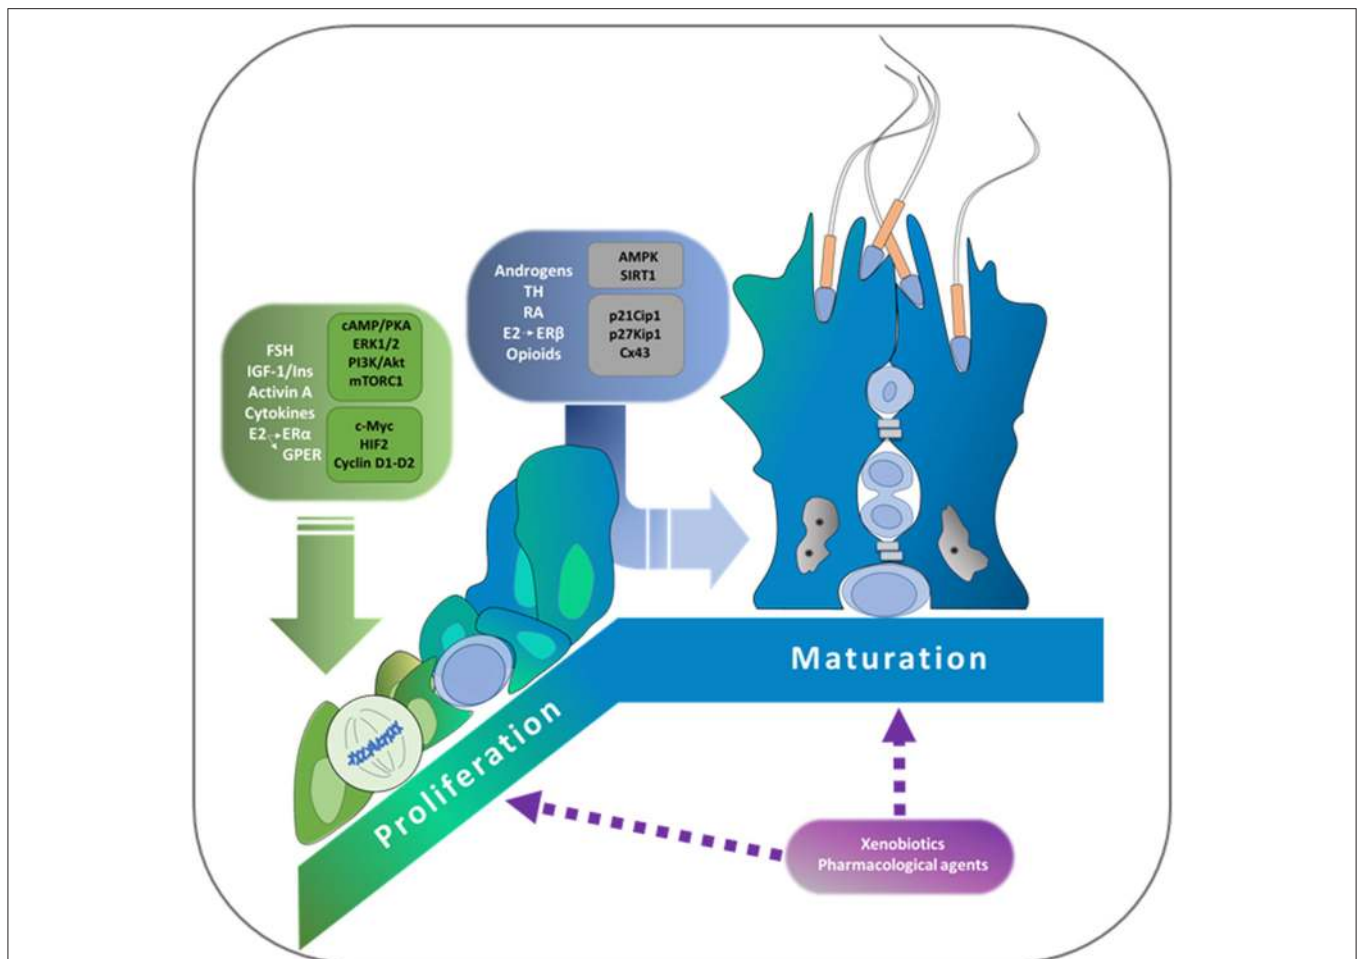 FSH
IGF-1/Ins
Activin A
Cytokines
E2→ERα
GPER
cAMP/PKA
ERK1/2
PI3K/Akt
mTORC1
c-Myc
HIF2
Cyclin D1-D2
Androgens
TH
RA
E2→ERβ
Opioids
AMPK
SIRT1
p21Cip1
p27Kip1
Cx43
Proliferation
Maturation
Xenobiotics
Pharmacological agents